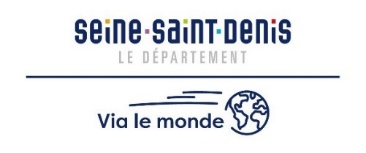 seine·saint·denis
LE DÉPARTEMENT
Via le monde